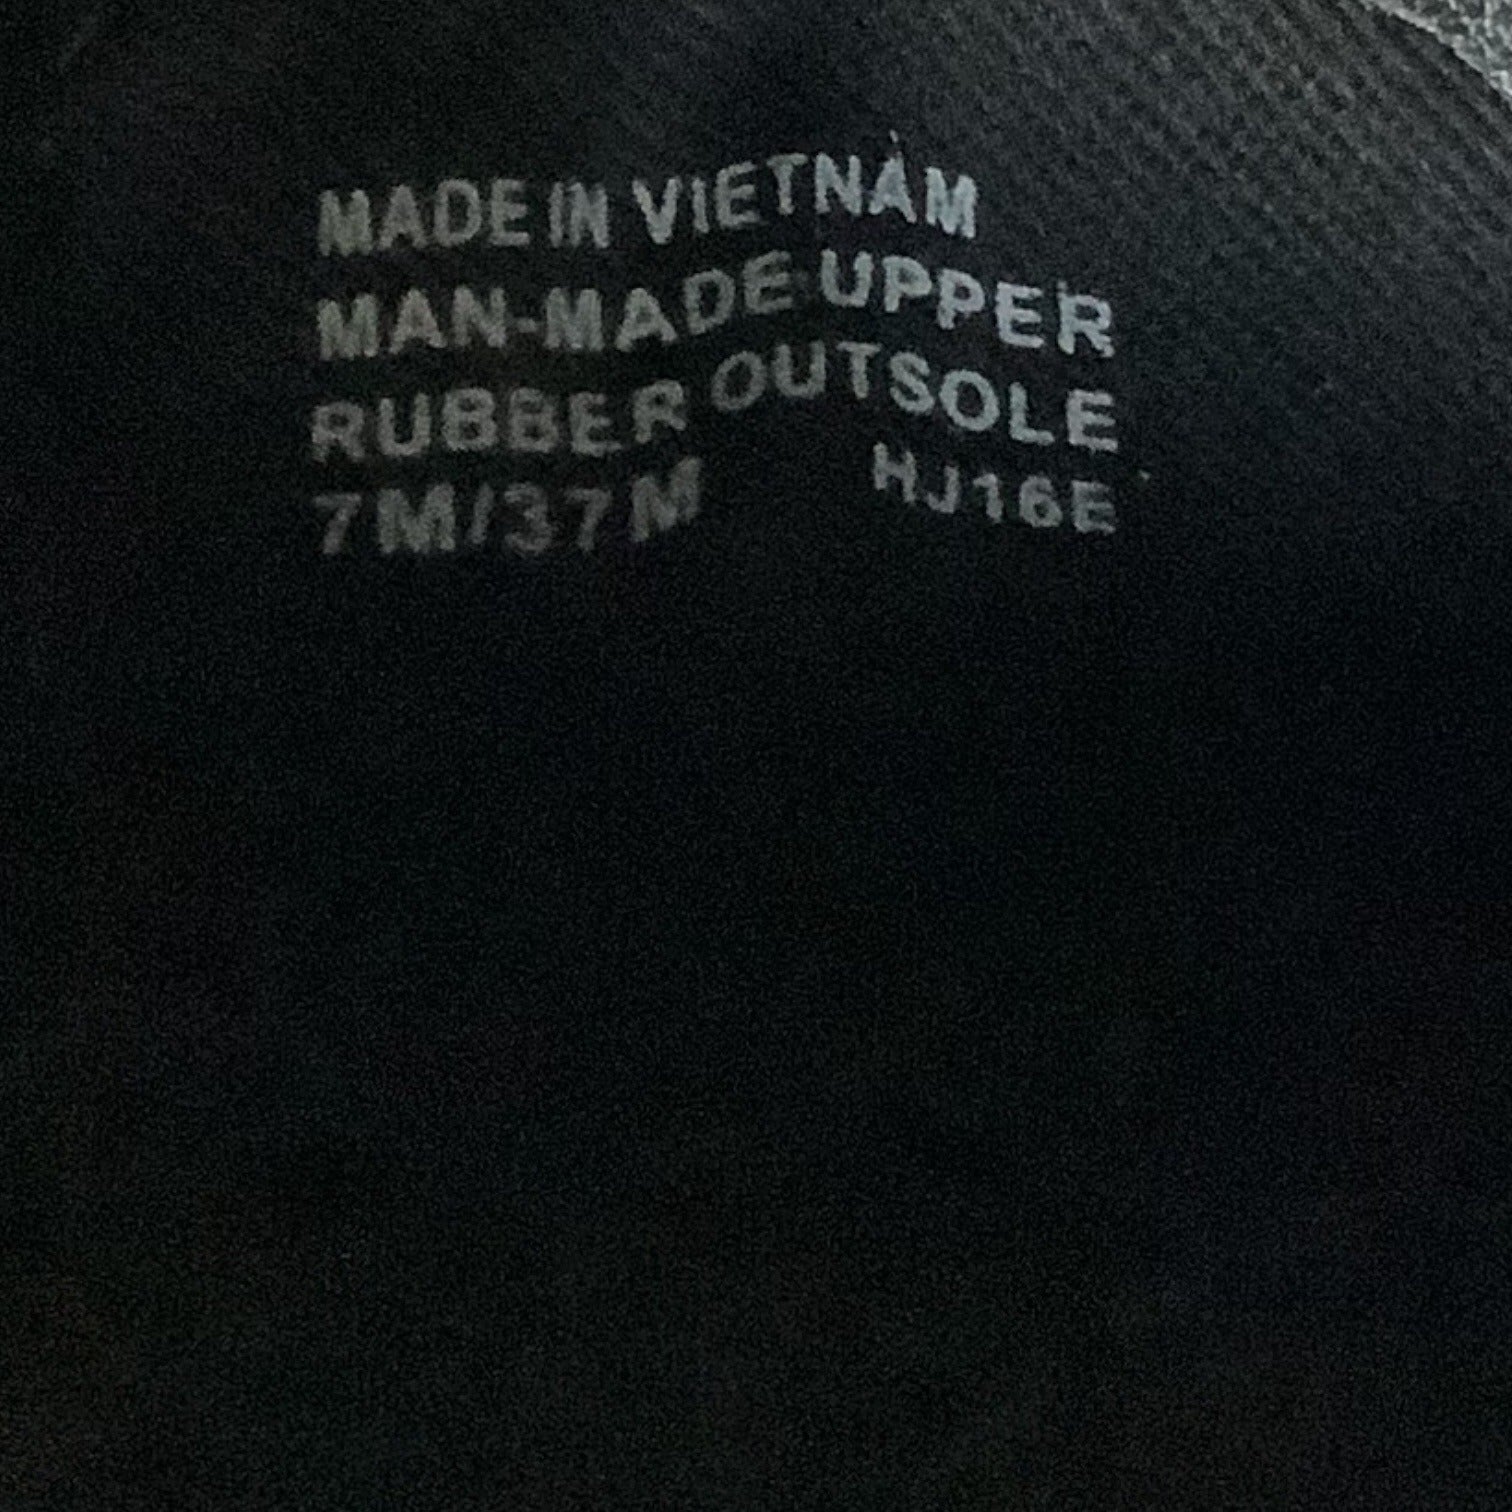 MADE IN VIETNAM
MAN-MADE UPPER
RUBBER OUTSOLE
7M/37M HJ16E